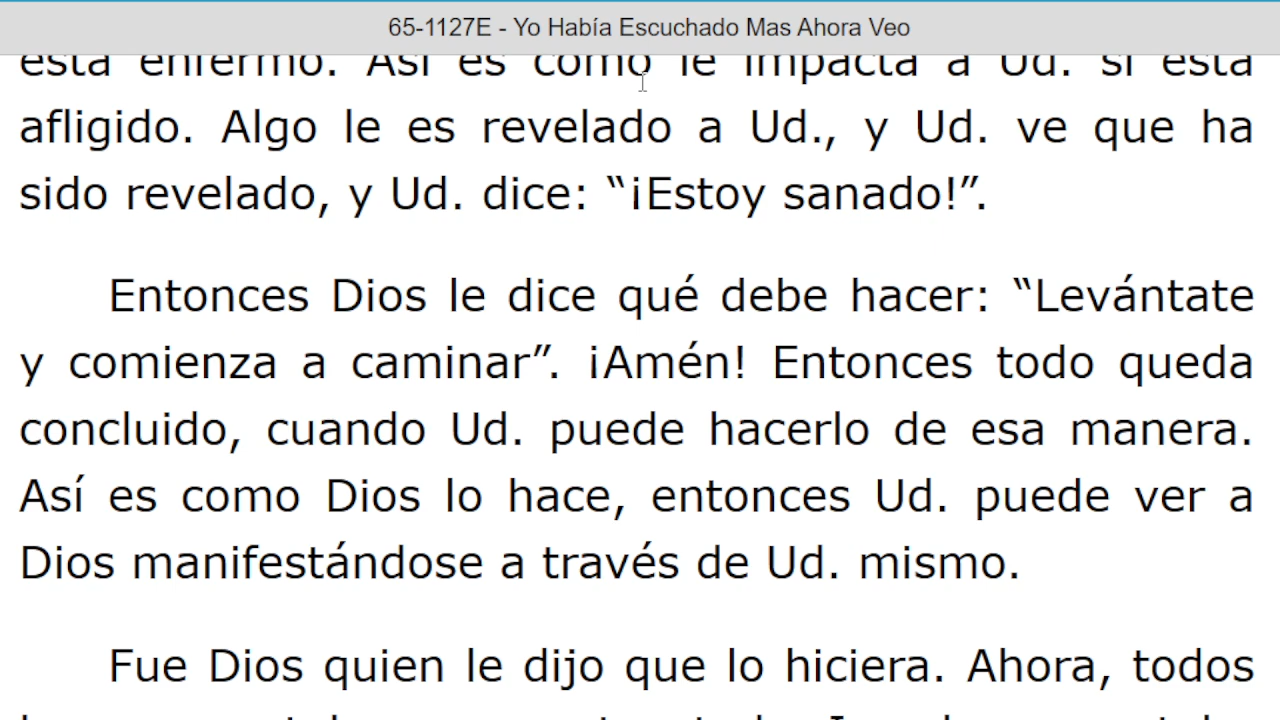 65-1127E - Yo Había Escuchado Mas Ahora Veo
está enfermo. Así es como le impacta a Ud. si está
afligido. Algo le es revelado a Ud., y Ud. ve que ha
sido revelado, y Ud. dice: “¡Estoy sanado!”.
Entonces Dios le dice qué debe hacer: “Levántate
y comienza a caminar”. ¡Amén! Entonces todo queda
concluido, cuando Ud. puede hacerlo de esa manera.
Así es como Dios lo hace, entonces Ud. puede ver a
Dios manifestándose a través de Ud. mismo.
Fue Dios quien le dijo que lo hiciera. Ahora, todos